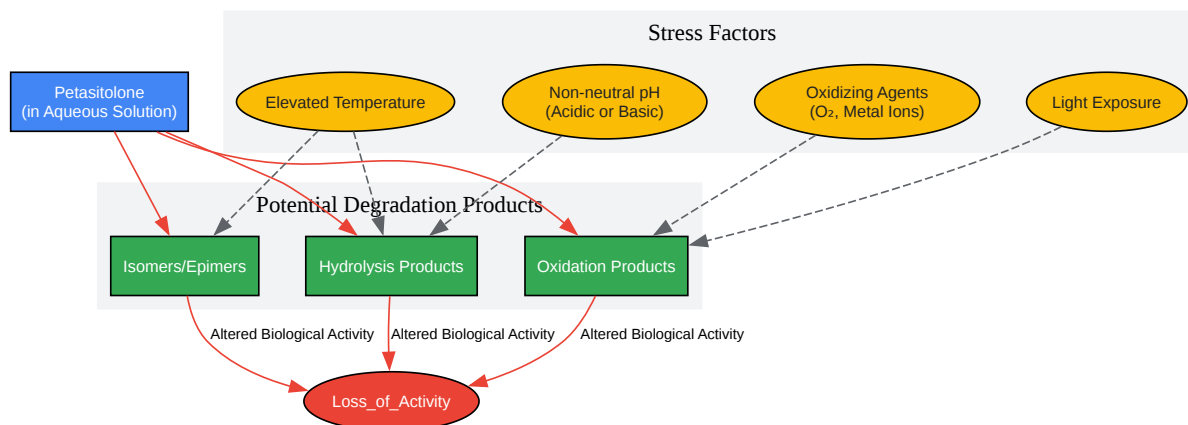 Stress Factors
Petasitolone
(in Aqueous Solution)
Elevated Temperature
Non-neutral pH
(Acidic or Basic)
Oxidizing Agents
(O₂, Metal Ions)
Light Exposure
Potential Degradation Products
Isomers/Epimers
Hydrolysis Products
Oxidation Products
Altered Biological Activity
Altered Biological Activity
Altered Biological Activity
Loss_of_Activity